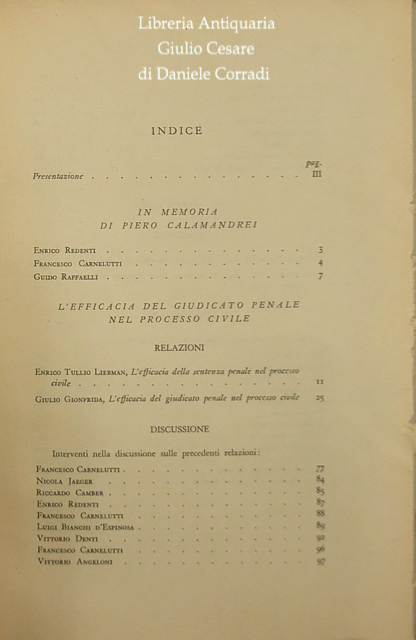 Libreria Antiquaria
Giulio Cesare
di Daniele Corradi
INDICE
pag.
Presentazione . . . . . . . . . . . . . . . III
IN MEMORIA
DI PIERO CALAMANDREI
Enrico Redenti . . . . . . . . . . . . . . 3
Francesco Carnelutti . . . . . . . . . . . . 4
Guido Raffaelli . . . . . . . . . . . . . . 7
L'EFFICACIA DEL GIUDICATO PENALE
NEL PROCESSO CIVILE
RELAZIONI
Enrico Tullio Liebman, L'efficacia della sentenza penale nel processo
civile . . . . . . . . . . . . . . . . 11
Giulio Gionfrida, L'efficacia del giudicato penale nel processo civile 25
DISCUSSIONE
Interventi nella discussione sulle precedenti relazioni:
Francesco Carnelutti . . . . . . . . . . . . 77
Nicola Jaeger . . . . . . . . . . . . . . 84
Riccardo Camber . . . . . . . . . . . . . 85
Enrico Redenti . . . . . . . . . . . . . . 87
Francesco Carnelutti . . . . . . . . . . . . 88
Luigi Bianchi d'Espinosa . . . . . . . . . . . 89
Vittorio Denti . . . . . . . . . . . . . . 92
Francesco Carnelutti . . . . . . . . . . . . 96
Vittorio Angeloni . . . . . . . . . . . . . 97